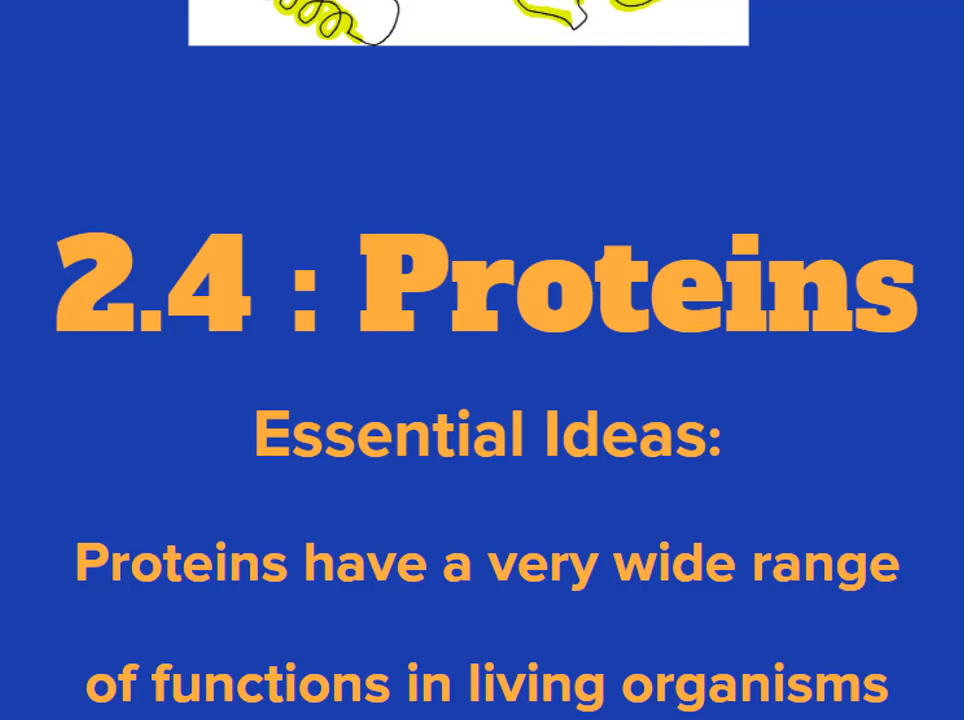 2.4 : Proteins
Essential Ideas:
Proteins have a very wide range
of functions in living organisms